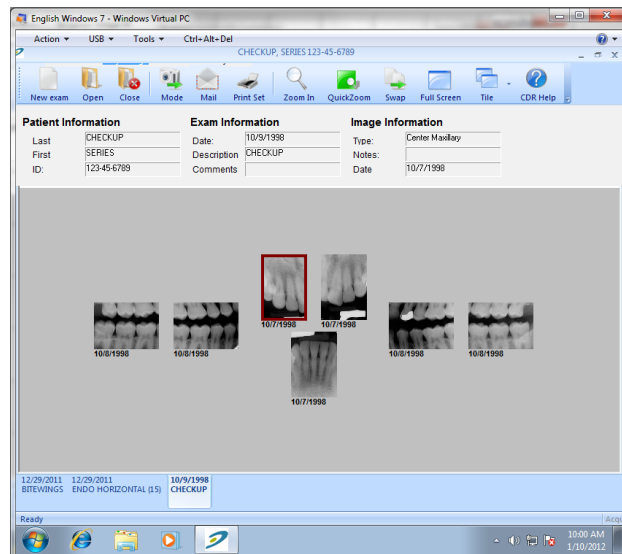 English Windows 7 - Windows Virtual PC
Action USB Tools Ctrl+Alt+Del
CHECKUP, SERIES 123-45-6789
New exam Open Close Mode Mail Print Set Zoom In QuickZoom Swap Full Screen Tile CDR Help
Patient Information Exam Information Image Information
Last CHECKUP Date: 10/9/1998 Type: Center Maxillary
First SERIES Description CHECKUP Notes:
ID: 123-45-6789 Comments Date 10/7/1998
10/7/1998 10/7/1998
10/8/1998 10/8/1998 10/8/1998 10/8/1998
10/7/1998
12/29/2011 12/29/2011 10/9/1998
BITEWINGS ENDO HORIZONTAL (15) CHECKUP
Ready Acqu
10:00 AM
1/10/2012